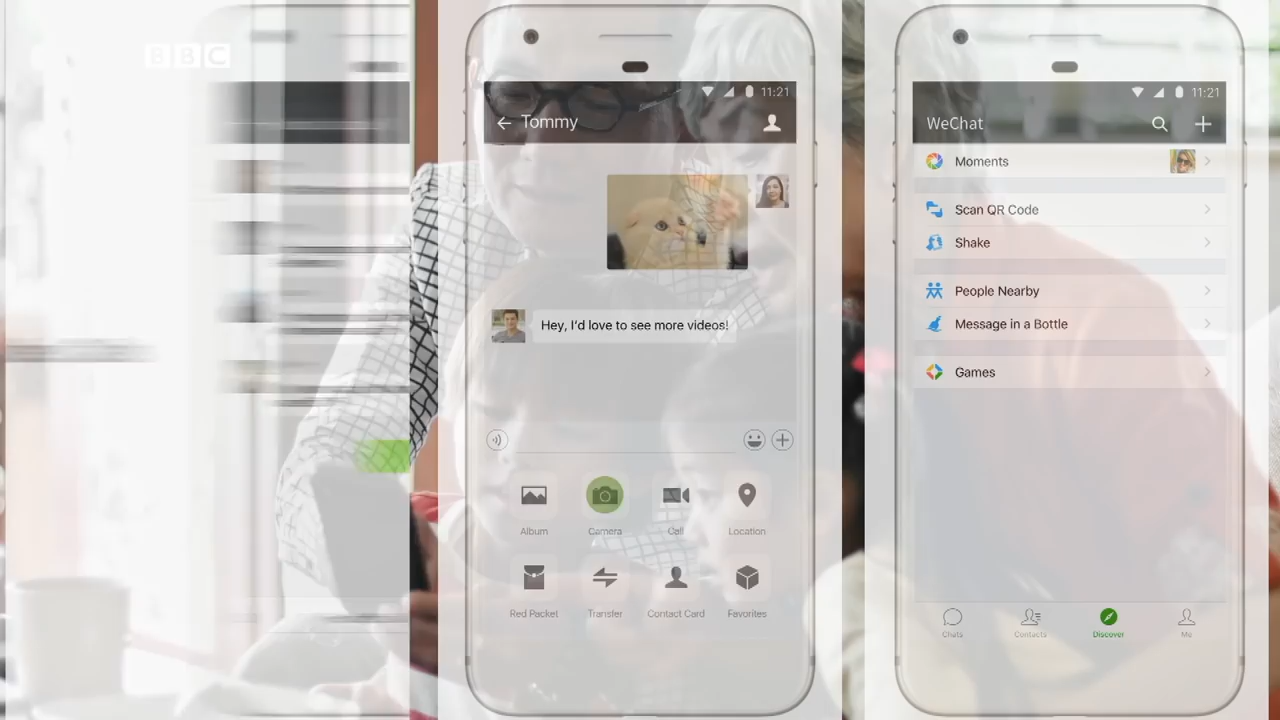 BBC
11:21
Tommy
Hey, I'd love to see more videos!
Album
Camera
Call
Location
Red Packet
Transfer
Contact Card
Favorites
11:21
WeChat
Moments
Scan QR Code
Shake
People Nearby
Message in a Bottle
Games
Chats
Contacts
Discover
Me